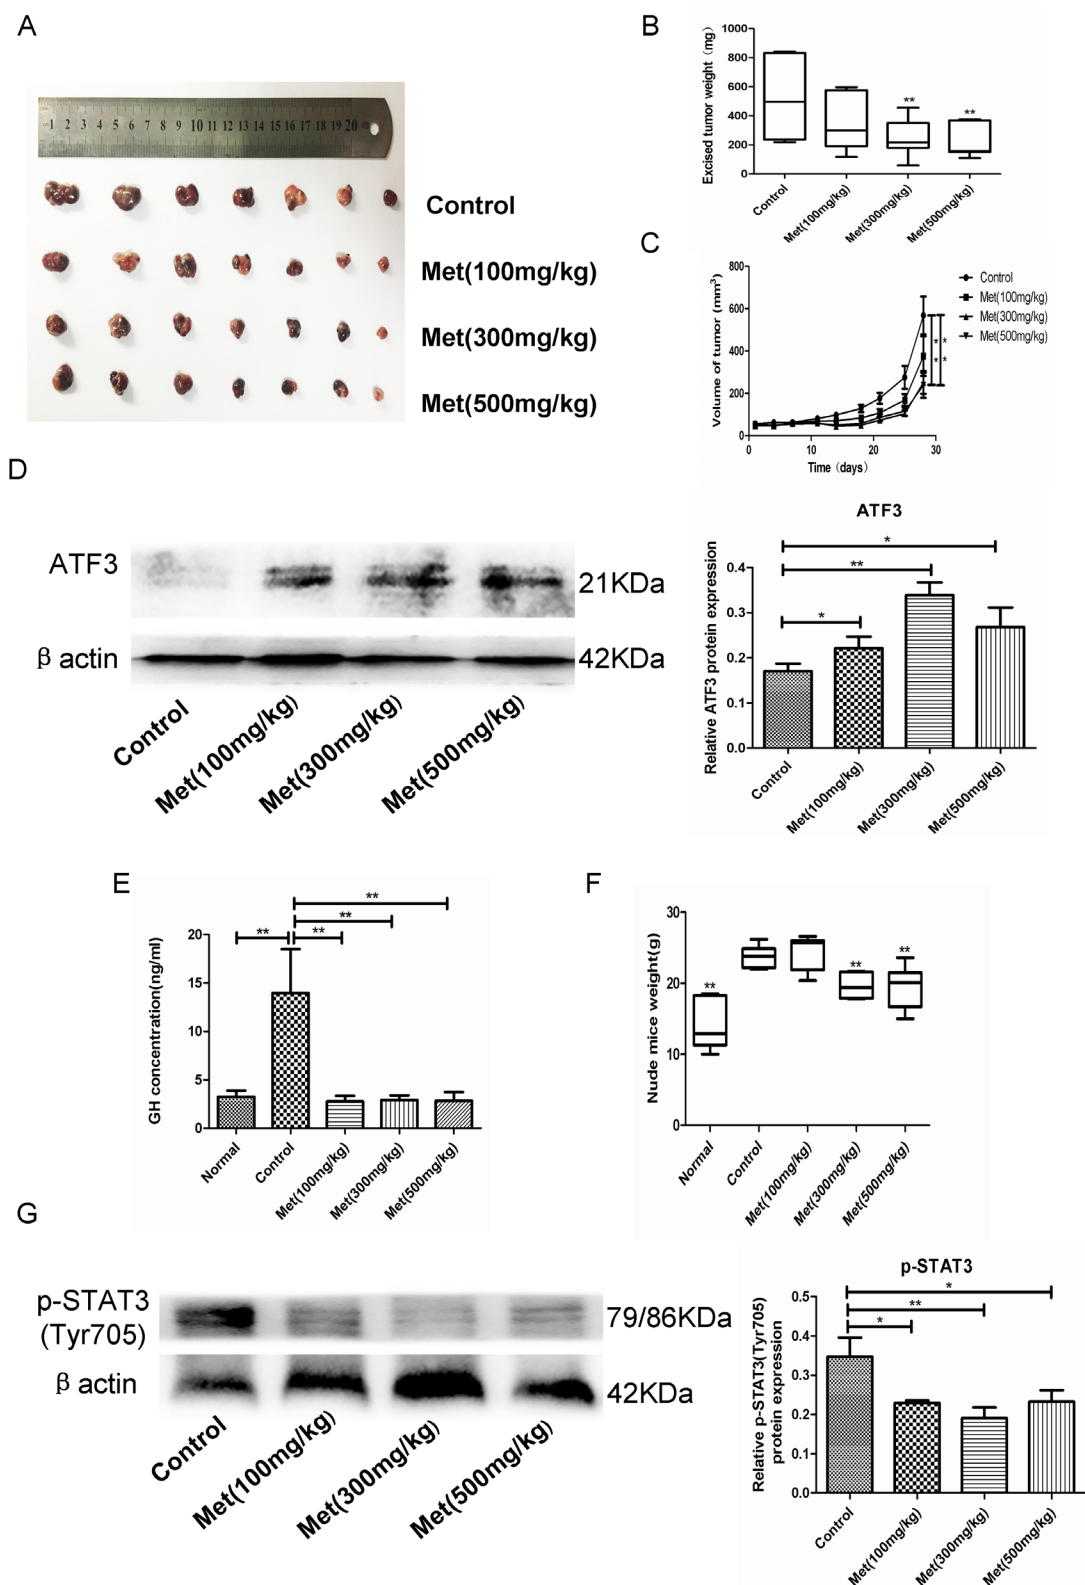 A
1 2 3 4 5 6 7 8 9 10 11 12 13 14 15 16 17 18 19 20
Control
Met(100mg/kg)
Met(300mg/kg)
Met(500mg/kg)
B
Excised tumor weight (mg)
1000
800
600
400
200
0
** **
Control
Met(100mg/kg)
Met(300mg/kg)
Met(500mg/kg)
C
Volume of tumor (mm³)
800
600
400
200
0
0 10 20 30
Time (days)
Control
Met(100mg/kg)
Met(300mg/kg)
Met(500mg/kg)
** **
D
ATF3
21KDa
β actin
42KDa
Control
Met(100mg/kg)
Met(300mg/kg)
Met(500mg/kg)
ATF3
Relative ATF3 protein expression
0.4
0.3
0.2
0.1
0.0
*
**
*
Control
Met(100mg/kg)
Met(300mg/kg)
Met(500mg/kg)
E
GH concentration(ng/ml)
20
15
10
5
0
**
**
** **
Normal
Control
Met(100mg/kg)
Met(300mg/kg)
Met(500mg/kg)
F
Nude mice weight(g)
30
20
10
0
** ** **
Normal
Control
Met(100mg/kg)
Met(300mg/kg)
Met(500mg/kg)
G
p-STAT3
(Tyr705)
79/86KDa
β actin
42KDa
Control
Met(100mg/kg)
Met(300mg/kg)
Met(500mg/kg)
p-STAT3
Relative p-STAT3(Tyr705)
protein expression
0.5
0.4
0.3
0.2
0.1
0.0
*
**
*
Control
Met(100mg/kg)
Met(300mg/kg)
Met(500mg/kg)